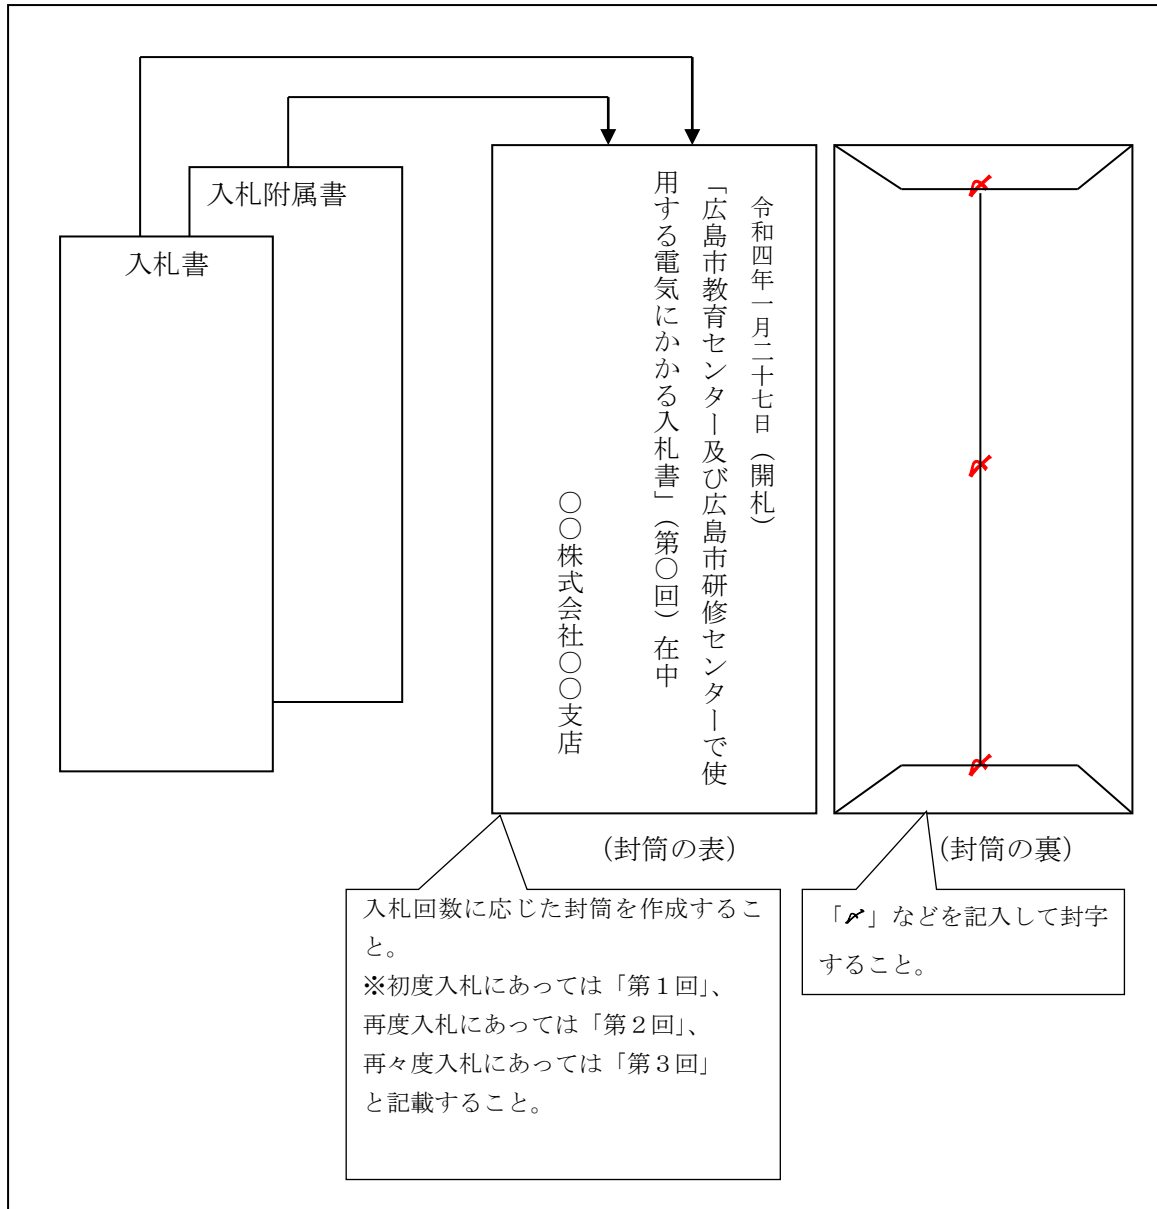 入札附属書
入札書
令和四年一月二十七日（開札）
「広島市教育センター及び広島市研修センターで使
用する電気にかかる入札書」（第〇回）在中
〇〇株式会社〇〇支店
〆
〆
〆
（封筒の表）
（封筒の裏）
入札回数に応じた封筒を作成するこ
と。
※初度入札にあっては「第１回」、
再度入札にあっては「第２回」、
再々度入札にあっては「第３回」
と記載すること。
「〆」などを記入して封字
すること。